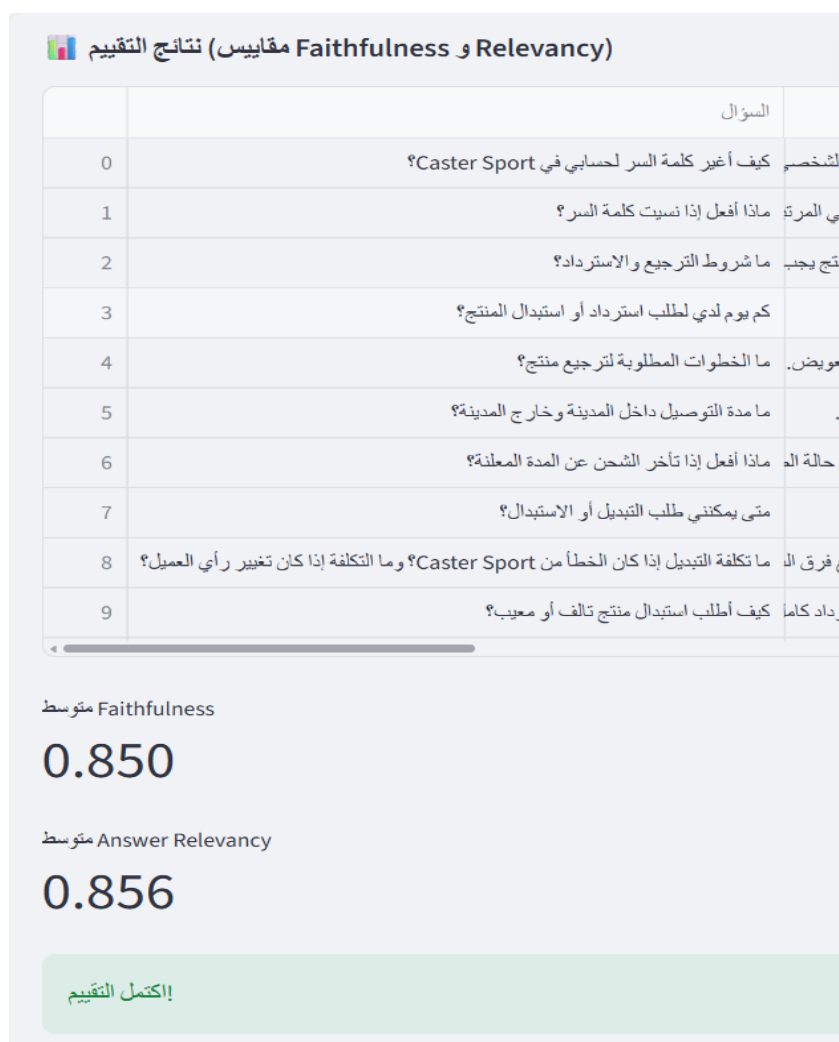 نتائج التقييم (مقاييس Faithfulness و Relevancy)
السؤال
0 كيف أغير كلمة السر لحسابي في Caster Sport؟
1 ماذا أفعل إذا نسيت كلمة السر؟
2 ما شروط الترجيع والاسترداد؟ يجب
3 كم يوم لدي لطلب استرداد أو استبدال المنتج؟
4 ما الخطوات المطلوبة لترجيع منتج؟
5 ما مدة التوصيل داخل المدينة وخارج المدينة؟
6 ماذا أفعل إذا تأخر الشحن عن المدة المعلنة؟ حالة
7 متى يمكنني طلب التبديل أو الاستبدال؟
8 ما تكلفة التبديل إذا كان الخطأ من Caster Sport؟ وما التكلفة إذا كان تغيير رأي العميل؟ فرق
9 كيف أطلب استبدال منتج تالف أو معيب؟
متوسط Faithfulness
0.850
متوسط Answer Relevancy
0.856
اكتمل التقييم!